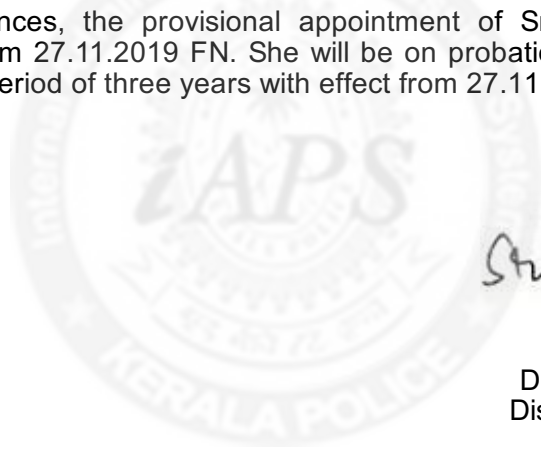 nces, the provisional appointment of Sr
m 27.11.2019 FN. She will be on probatio
eriod of three years with effect from 27.11
iAPS
KERALA POLICE
D
Dis